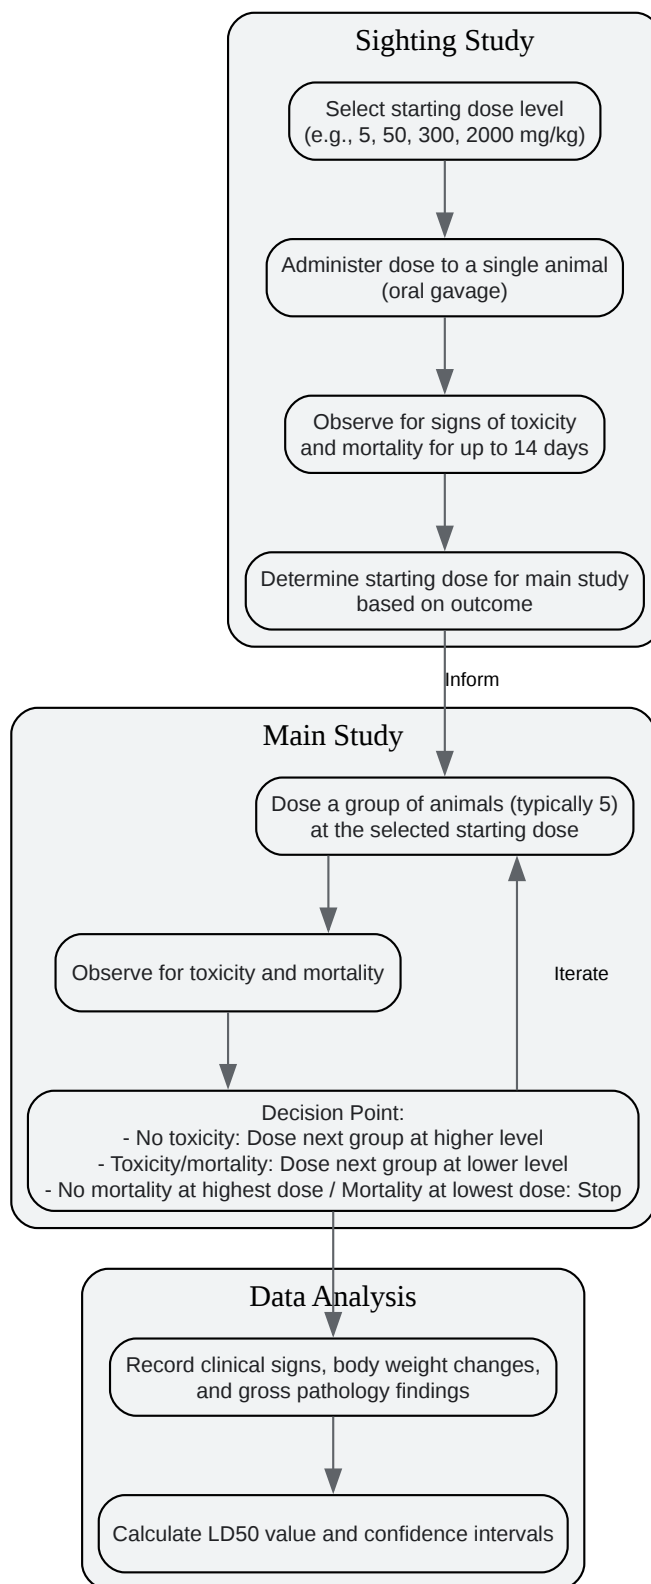 Sighting Study
Select starting dose level
(e.g., 5, 50, 300, 2000 mg/kg)
Administer dose to a single animal
(oral gavage)
Observe for signs of toxicity
and mortality for up to 14 days
Determine starting dose for main study
based on outcome
Inform
Main Study
Dose a group of animals (typically 5)
at the selected starting dose
Observe for toxicity and mortality
Iterate
Decision Point:
- No toxicity: Dose next group at higher level
- Toxicity/mortality: Dose next group at lower level
- No mortality at highest dose / Mortality at lowest dose: Stop
Data Analysis
Record clinical signs, body weight changes,
and gross pathology findings
Calculate LD50 value and confidence intervals